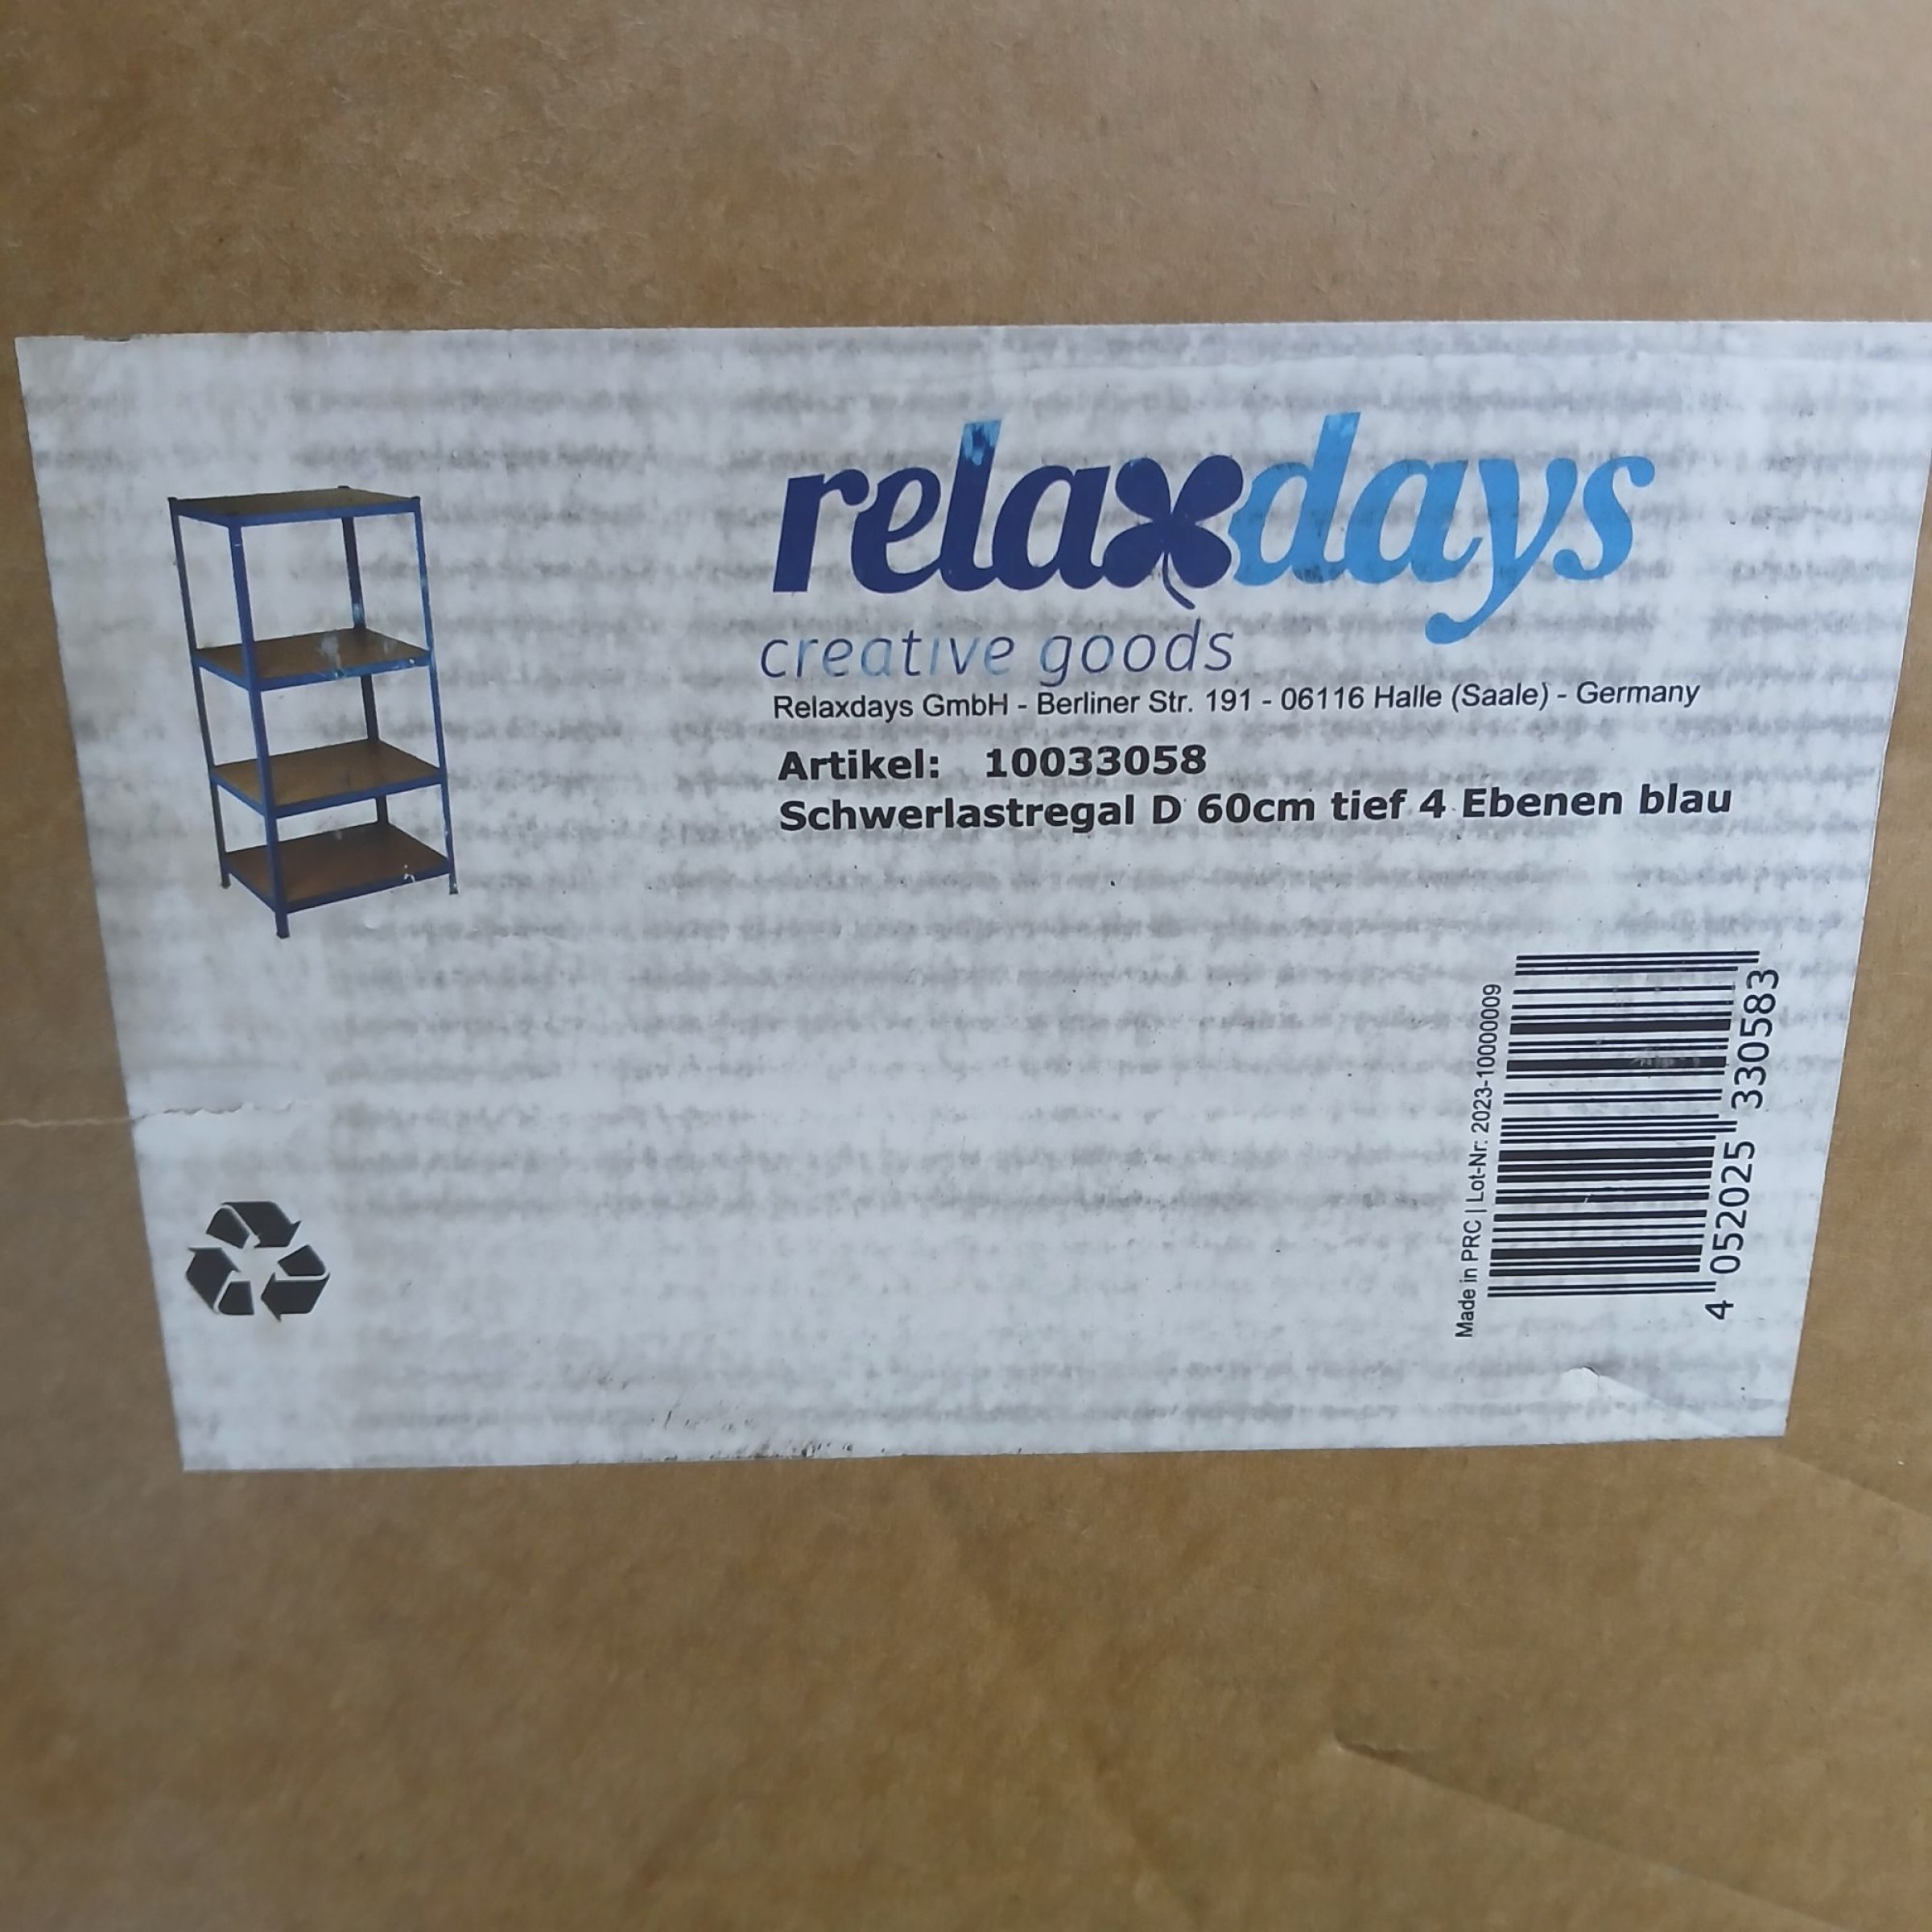 relaxdays
creative goods
Relaxdays GmbH - Berliner Str. 191 - 06116 Halle (Saale) - Germany
Artikel: 10033058
Schwerlastregal D 60cm tief 4 Ebenen blau
Made in PRC | Lot-Nr: 2023-10000009
4 052025 330583